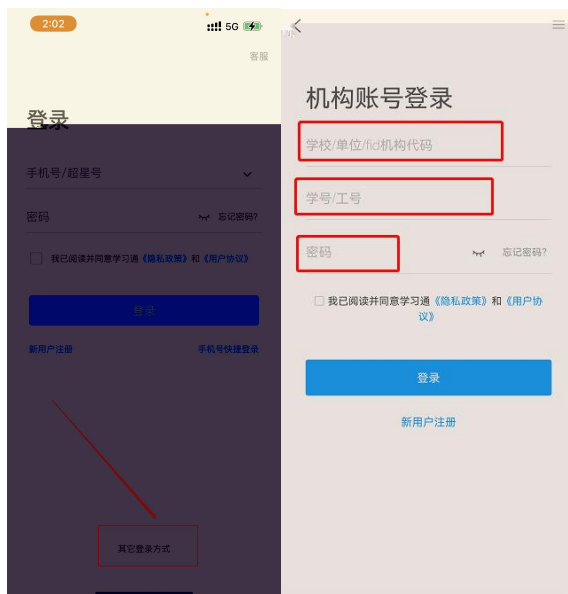 2:02
5G
客服
登录
手机号/超星号
密码
忘记密码?
我已阅读并同意学习通《隐私政策》和《用户协议》
登录
新用户注册
手机号快捷登录
其它登录方式
机构账号登录
学校/单位/fid机构代码
学号/工号
密码
忘记密码?
我已阅读并同意学习通《隐私政策》和《用户协
议》
登录
新用户注册